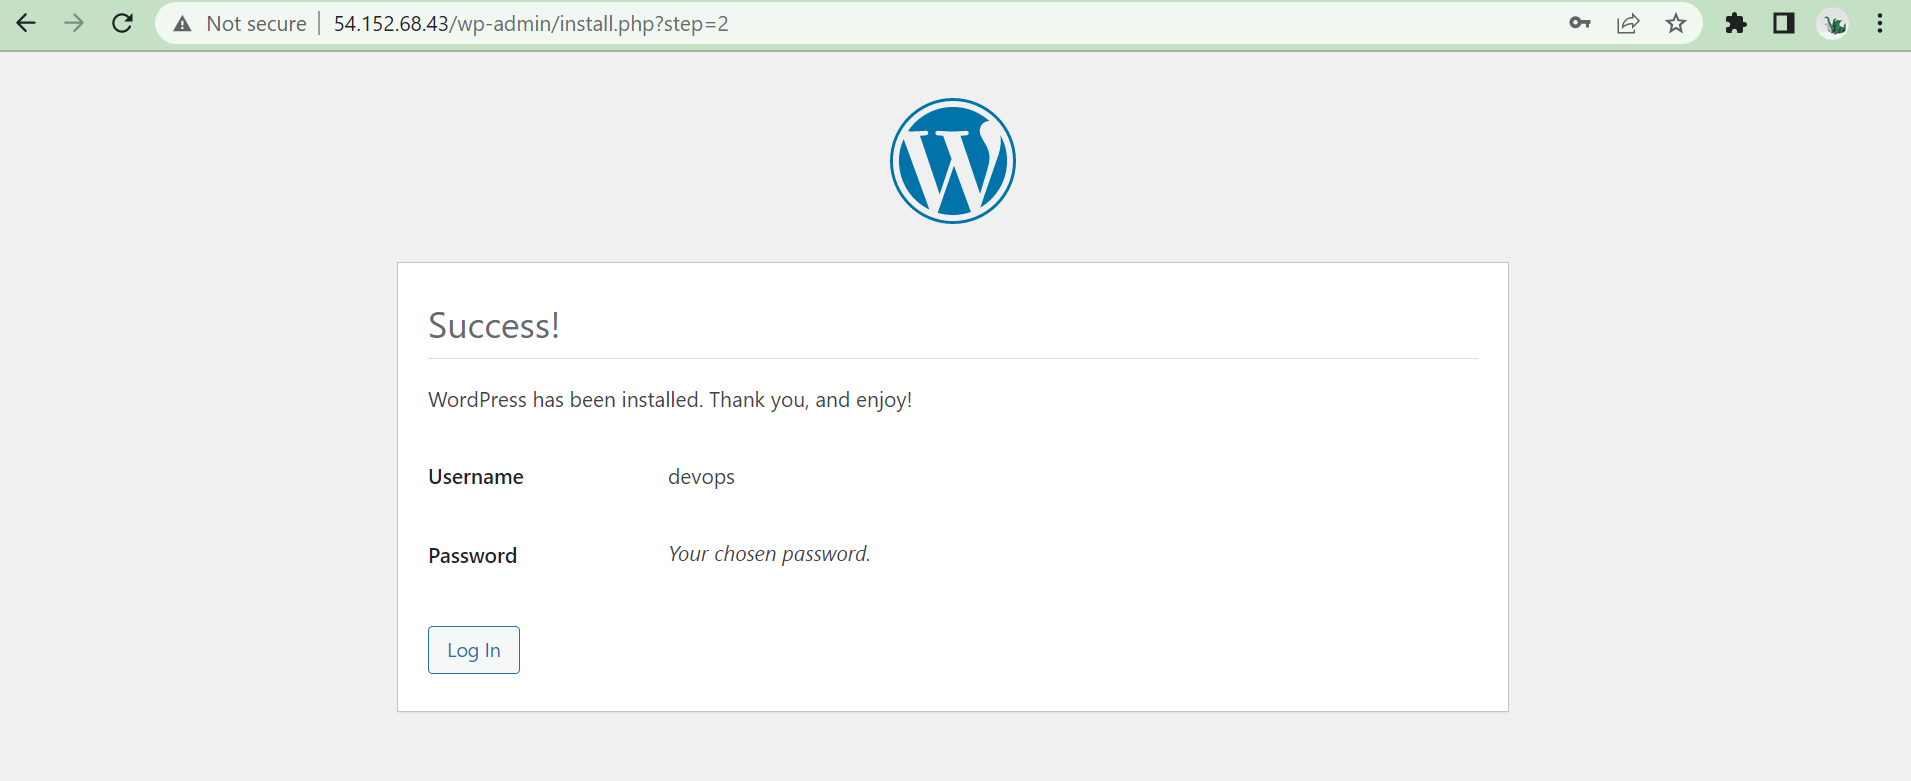 Not secure 54.152.68.43/wp-admin/install.php?step=2
Success!
WordPress has been installed. Thank you, and enjoy!
Username devops
Password Your chosen password.
Log In